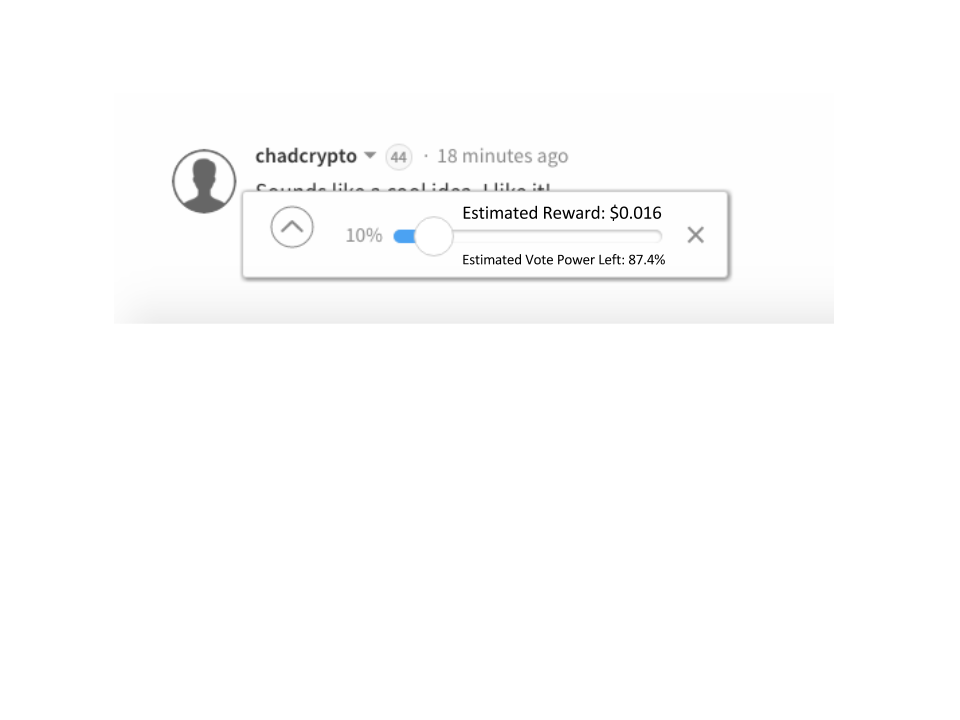 chadcrypto 44 · 18 minutes ago
Sounds like a cool idea. I like it!
Estimated Reward: $0.016
10%
Estimated Vote Power Left: 87.4%